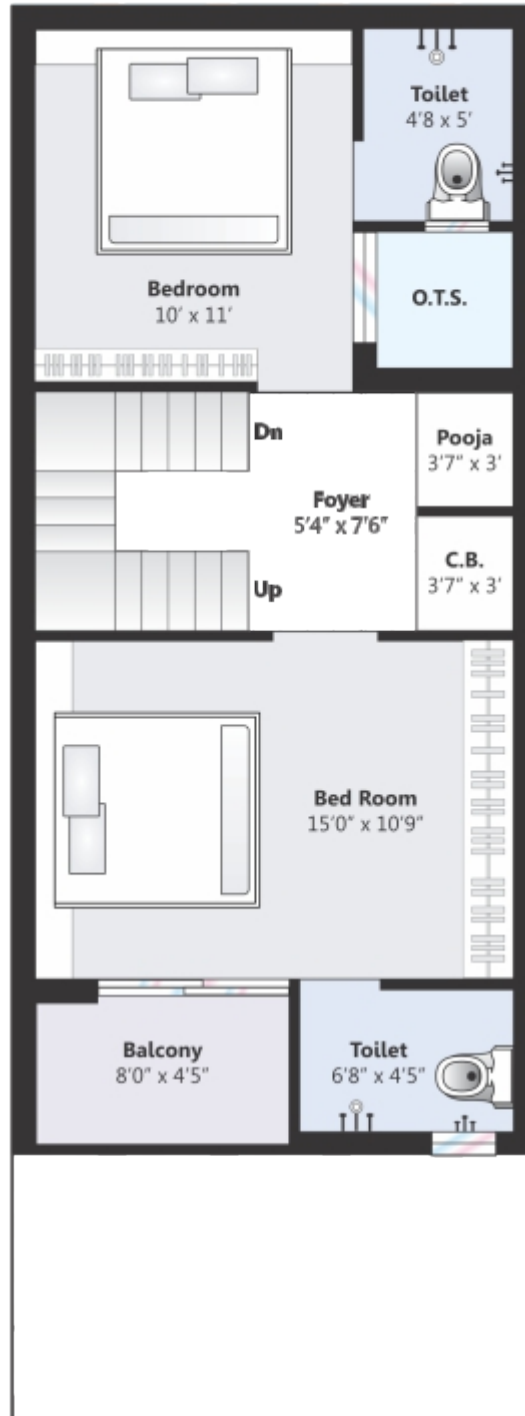 Toilet
4'8 x 5'
Bedroom
10' x 11'
O.T.S.
Dn
Pooja
3'7" x 3'
Foyer
5'4" x 7'6"
C.B.
3'7" x 3'
Up
Bed Room
15'0" x 10'9"
Balcony
8'0" x 4'5"
Toilet
6'8" x 4'5"